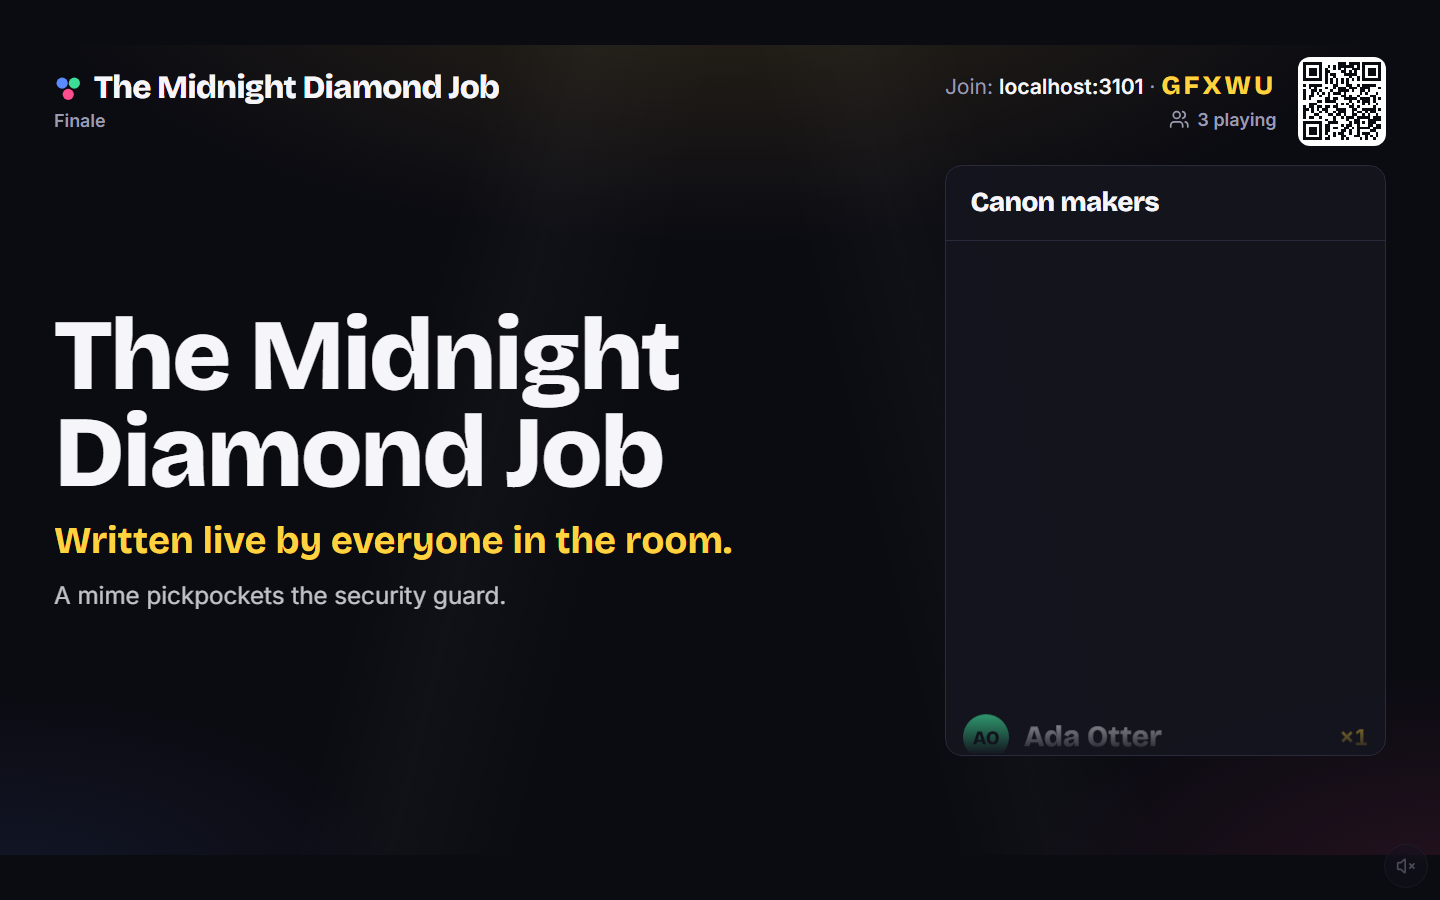 The Midnight Diamond Job
Finale
Join: localhost:3101 · GFXWU
3 playing
Canon makers
The Midnight
Diamond Job
Written live by everyone in the room.
A mime pickpockets the security guard.
AO Ada Otter ×1